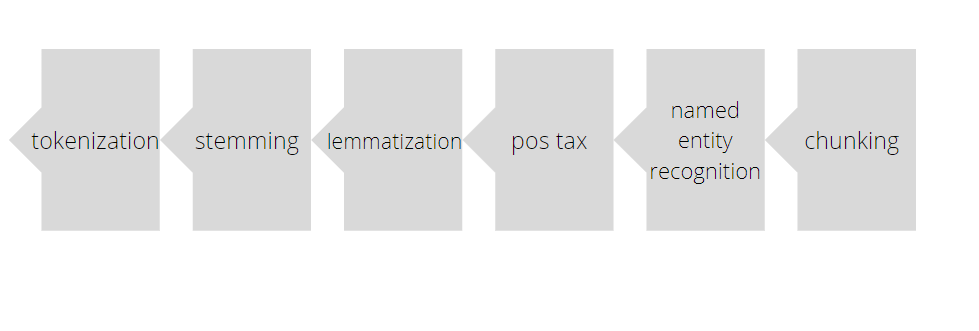 tokenization
stemming
lemmatization
pos tax
named
entity
recognition
chunking